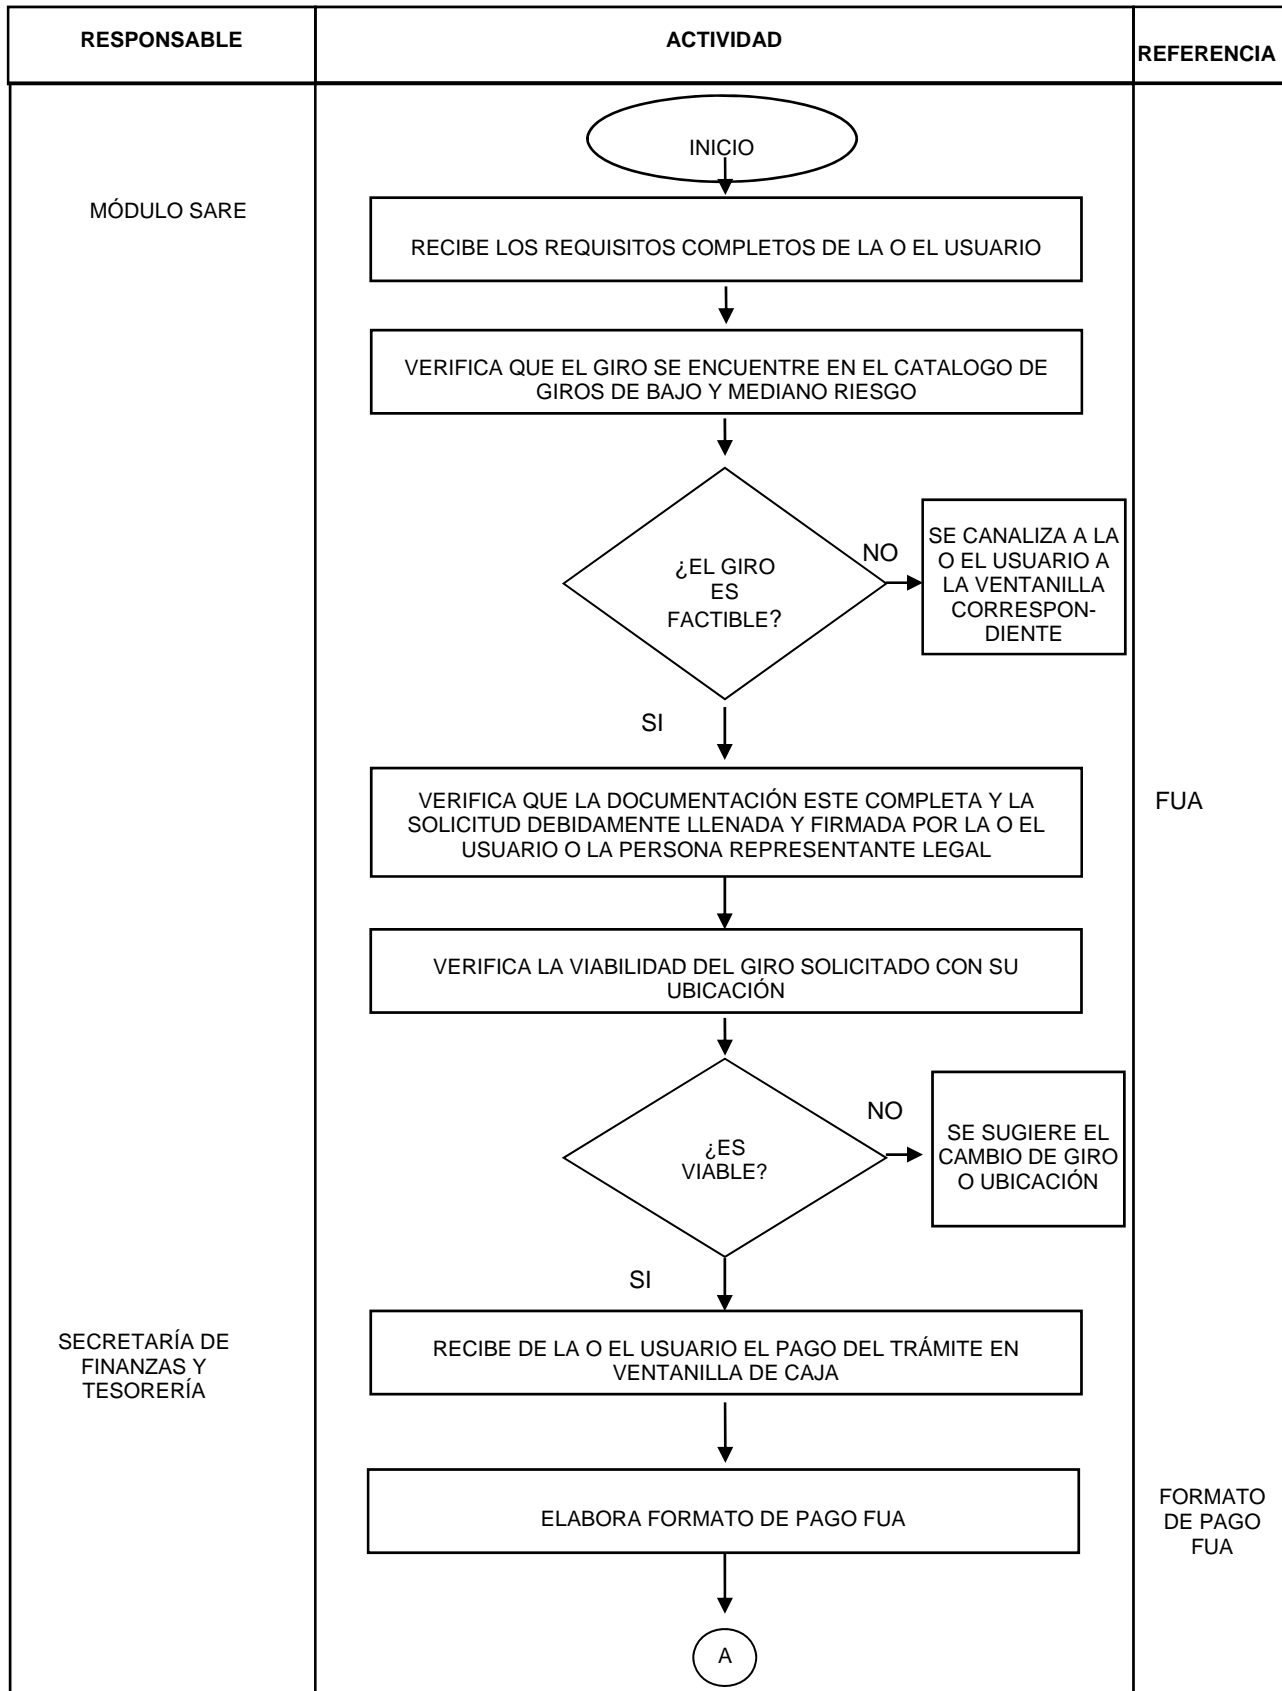 RESPONSABLE
ACTIVIDAD
REFERENCIA
INICIO
MÓDULO SARE
RECIBE LOS REQUISITOS COMPLETOS DE LA O EL USUARIO
VERIFICA QUE EL GIRO SE ENCUENTRE EN EL CATALOGO DE
GIROS DE BAJO Y MEDIANO RIESGO
¿EL GIRO
ES
FACTIBLE?
NO
SE CANALIZA A LA
O EL USUARIO A
LA VENTANILLA
CORRESPON-
DIENTE
SI
VERIFICA QUE LA DOCUMENTACIÓN ESTE COMPLETA Y LA
SOLICITUD DEBIDAMENTE LLENADA Y FIRMADA POR LA O EL
USUARIO O LA PERSONA REPRESENTANTE LEGAL
FUA
VERIFICA LA VIABILIDAD DEL GIRO SOLICITADO CON SU
UBICACIÓN
¿ES
VIABLE?
NO
SE SUGIERE EL
CAMBIO DE GIRO
O UBICACIÓN
SI
SECRETARÍA DE
FINANZAS Y
TESORERÍA
RECIBE DE LA O EL USUARIO EL PAGO DEL TRÁMITE EN
VENTANILLA DE CAJA
ELABORA FORMATO DE PAGO FUA
FORMATO
DE PAGO
FUA
A